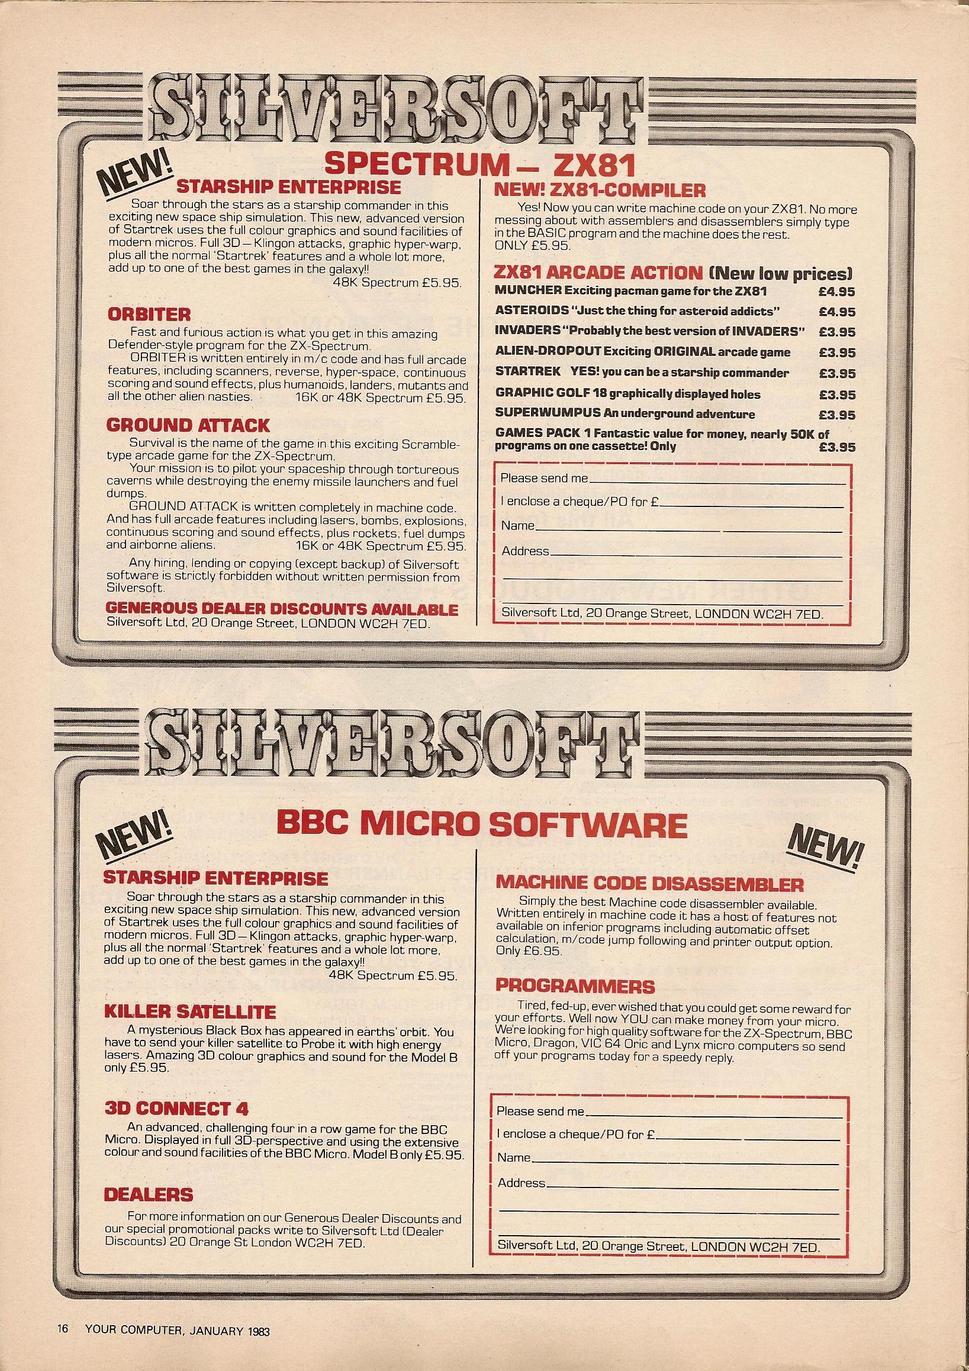 SILVERSOFT
NEW!
SPECTRUM – ZX81
STARSHIP ENTERPRISE
Soar through the stars as a starship commander in this
exciting new space ship simulation. This new, advanced version
of Startrek uses the full colour graphics and sound facilities of
modern micros. Full 3D – Klingon attacks, graphic hyper-warp,
plus all the normal 'Startrek' features and a whole lot more,
add up to one of the best games in the galaxy!!
48K Spectrum £5.95.
ORBITER
Fast and furious action is what you get in this amazing
Defender-style program for the ZX-Spectrum.
ORBITER is written entirely in m/c code and has full arcade
features, including scanners, reverse, hyper-space, continuous
scoring and sound effects, plus humanoids, landers, mutants and
all the other alien nasties. 16K or 48K Spectrum £5.95.
GROUND ATTACK
Survival is the name of the game in this exciting Scramble-
type arcade game for the ZX-Spectrum.
Your mission is to pilot your spaceship through tortureous
caverns while destroying the enemy missile launchers and fuel
dumps.
GROUND ATTACK is written completely in machine code.
And has full arcade features including lasers, bombs, explosions,
continuous scoring and sound effects, plus rockets, fuel dumps
and airborne aliens. 16K or 48K Spectrum £5.95.
Any hiring, lending or copying (except backup) of Silversoft
software is strictly forbidden without written permission from
Silversoft.
GENEROUS DEALER DISCOUNTS AVAILABLE
Silversoft Ltd, 20 Orange Street, LONDON WC2H 7ED.
NEW! ZX81-COMPILER
Yes! Now you can write machine code on your ZX81. No more
messing about with assemblers and disassemblers simply type
in the BASIC program and the machine does the rest.
ONLY £5.95.
ZX81 ARCADE ACTION (New low prices)
MUNCHER Exciting pacman game for the ZX81 £4.95
ASTEROIDS "Just the thing for asteroid addicts" £4.95
INVADERS "Probably the best version of INVADERS" £3.95
ALIEN-DROPOUT Exciting ORIGINAL arcade game £3.95
STARTREK YES! you can be a starship commander £3.95
GRAPHIC GOLF 18 graphically displayed holes £3.95
SUPERWUMPUS An underground adventure £3.95
GAMES PACK 1 Fantastic value for money, nearly 50K of
programs on one cassette! Only £3.95
Please send me
I enclose a cheque/PO for £
Name
Address
Silversoft Ltd, 20 Orange Street, LONDON WC2H 7ED.
SILVERSOFT
NEW!
BBC MICRO SOFTWARE
NEW!
STARSHIP ENTERPRISE
Soar through the stars as a starship commander in this
exciting new space ship simulation. This new, advanced version
of Startrek uses the full colour graphics and sound facilities of
modern micros. Full 3D – Klingon attacks, graphic hyper-warp,
plus all the normal 'Startrek' features and a whole lot more,
add up to one of the best games in the galaxy!!
48K Spectrum £5.95.
KILLER SATELLITE
A mysterious Black Box has appeared in earths' orbit. You
have to send your killer satellite to Probe it with high energy
lasers. Amazing 3D colour graphics and sound for the Model B
only £5.95.
3D CONNECT 4
An advanced, challenging four in a row game for the BBC
Micro. Displayed in full 3D-perspective and using the extensive
colour and sound facilities of the BBC Micro. Model B only £5.95.
DEALERS
For more information on our Generous Dealer Discounts and
our special promotional packs write to Silversoft Ltd (Dealer
Discounts) 20 Orange St London WC2H 7ED.
MACHINE CODE DISASSEMBLER
Simply the best Machine code disassembler available.
Written entirely in machine code it has a host of features not
available on inferior programs including automatic offset
calculation, m/code jump following and printer output option.
Only £6.95.
PROGRAMMERS
Tired, fed-up, ever wished that you could get some reward for
your efforts. Well now YOU can make money from your micro.
We're looking for high quality software for the ZX-Spectrum, BBC
Micro, Dragon, VIC 64 Oric and Lynx micro computers so send
off your programs today for a speedy reply.
Please send me
I enclose a cheque/PO for £
Name
Address
Silversoft Ltd, 20 Orange Street, LONDON WC2H 7ED.
16 YOUR COMPUTER, JANUARY 1983